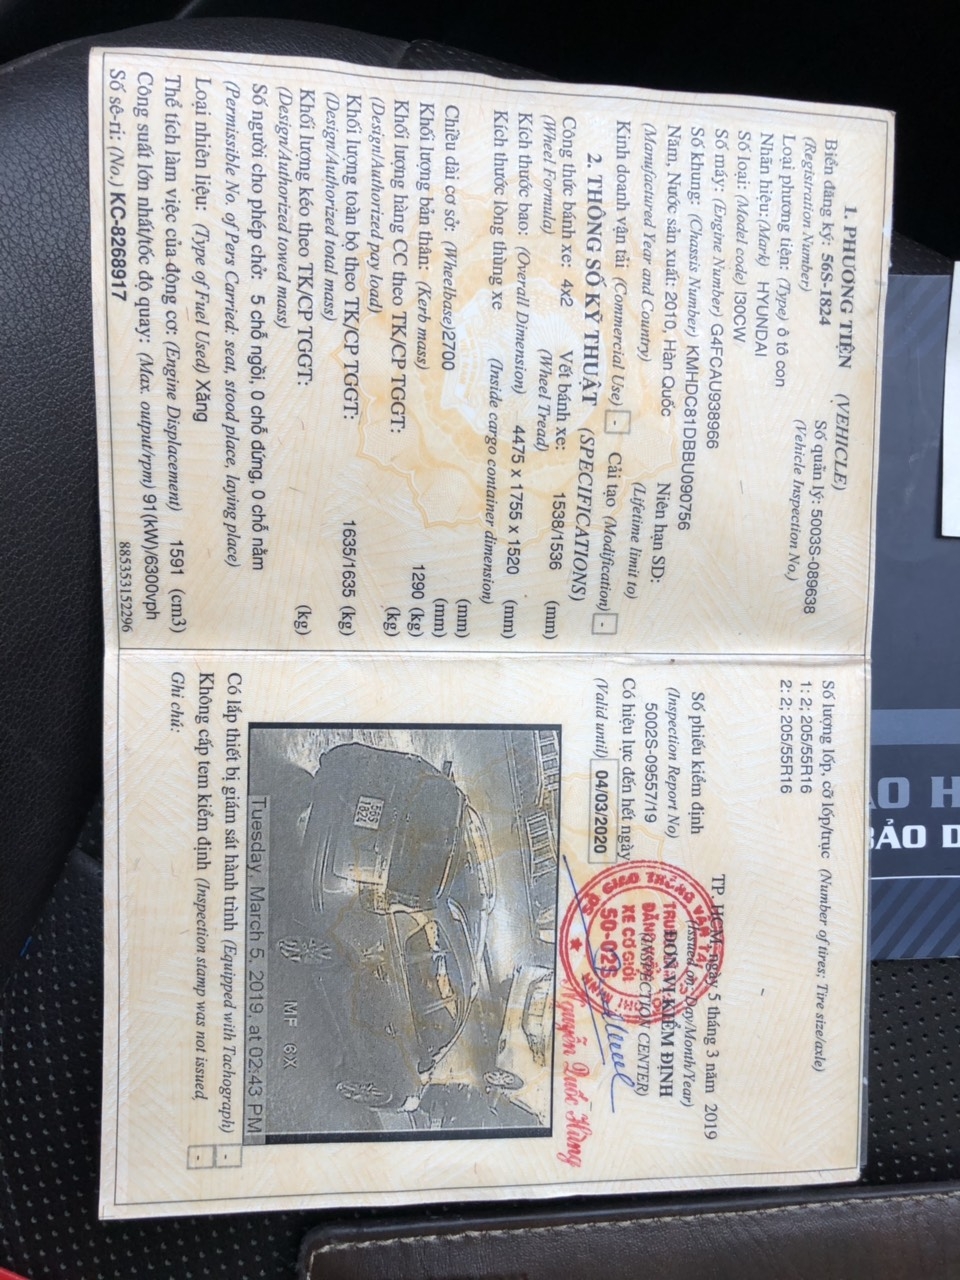 1. PHƯƠNG TIỆN (VEHICLE)
Biển đăng ký: 56S-1824 Số quản lý: 5003S-089638
(Registration Number) (Vehicle Inspection No.)
Loại phương tiện: (Type) ô tô con
Nhãn hiệu: (Mark) HYUNDAI
Số loại: (Model code) I30CW
Số máy: (Engine Number) G4FCAU938966
Số khung: (Chassis Number) KMHDC81DBBU090756
Năm, Nước sản xuất: 2010, Hàn Quốc Niên hạn SD:
(Manufactured Year and Country) (Lifetime limit to)
Kinh doanh vận tải: (Commercial Use) - Cải tạo (Modification) -
2. THÔNG SỐ KỸ THUẬT (SPECIFICATIONS)
Công thức bánh xe: 4x2 Vết bánh xe: 1538/1536 (mm)
(Wheel Formula) (Wheel Tread)
Kích thước bao: (Overall Dimension) 4475 x 1755 x 1520 (mm)
Kích thước lòng thùng xe (Inside cargo container dimension)
(mm)
Chiều dài cơ sở: (Wheelbase) 2700 (mm)
Khối lượng bản thân: (Kerb mass) 1290 (kg)
Khối lượng hàng CC theo TK/CP TGGT: (kg)
(Design/Authorized pay load)
Khối lượng toàn bộ theo TK/CP TGGT: 1635/1635 (kg)
(Design/Authorized total mass)
Khối lượng kéo theo TK/CP TGGT: (kg)
(Design/Authorized towed mass)
Số người cho phép chở: 5 chỗ ngồi, 0 chỗ đứng, 0 chỗ nằm
(Permissible No. of Pers Carried: seat, stood place, laying place)
Loại nhiên liệu: (Type of Fuel Used) Xăng
Thể tích làm việc của động cơ: (Engine Displacement) 1591 (cm3)
Công suất lớn nhất/tốc độ quay: (Max. output/rpm) 91(kW)/6300vph
Số sê-ri: (No.) KC-8268917 885353152296
Số lượng lốp, cỡ lốp/trục (Number of tires; Tire size/axle)
1: 2; 205/55R16
2: 2; 205/55R16
TP HCM, ngày 5 tháng 3 năm 2019
(Issued on: Day/Month/Year)
Số phiếu kiểm định ĐƠN VỊ KIỂM ĐỊNH
(Inspection Report No) (INSPECTION CENTER)
5002S-09557/19
Có hiệu lực đến hết ngày
(Valid until) 04/03/2020
ĐĂNG
XE CƠ GIỚI
50-02S
Nguyễn Quốc Hùng
56S
1824
MF 6X
Tuesday, March 5, 2019, at 02:43 PM
Có lắp thiết bị giám sát hành trình (Equipped with Tachograph) -
Không cấp tem kiểm định (Inspection stamp was not issued) -
Ghi chú:
ẢO H
BẢO D